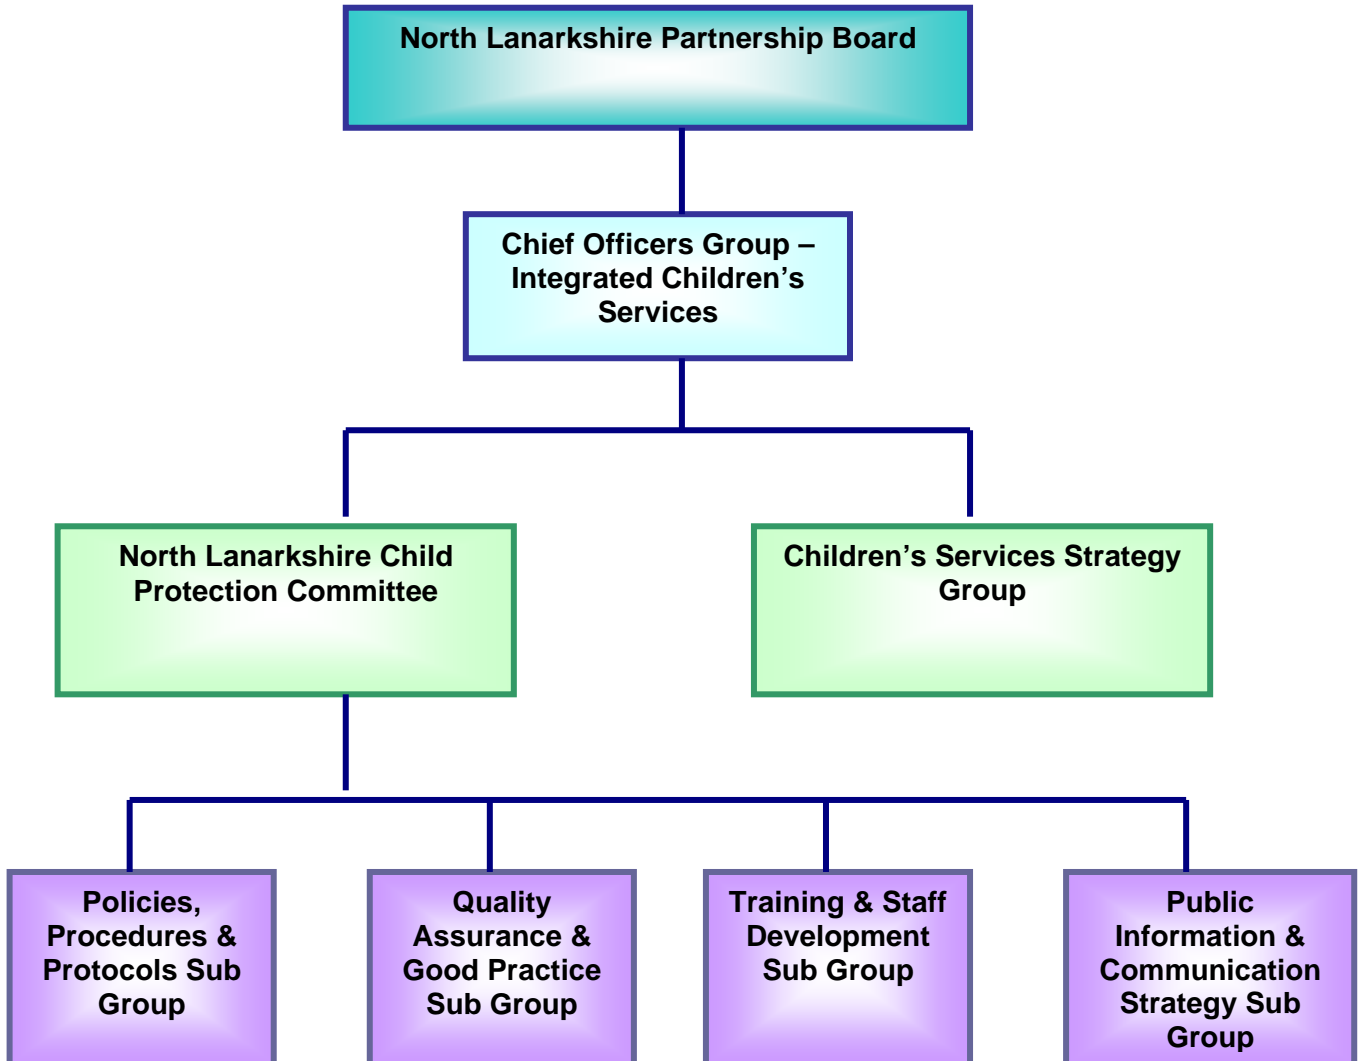 North Lanarkshire Partnership Board
Chief Officers Group –
Integrated Children’s
Services
North Lanarkshire Child
Protection Committee
Children’s Services Strategy
Group
Policies,
Procedures &
Protocols Sub
Group
Quality
Assurance &
Good Practice
Sub Group
Training & Staff
Development
Sub Group
Public
Information &
Communication
Strategy Sub
Group